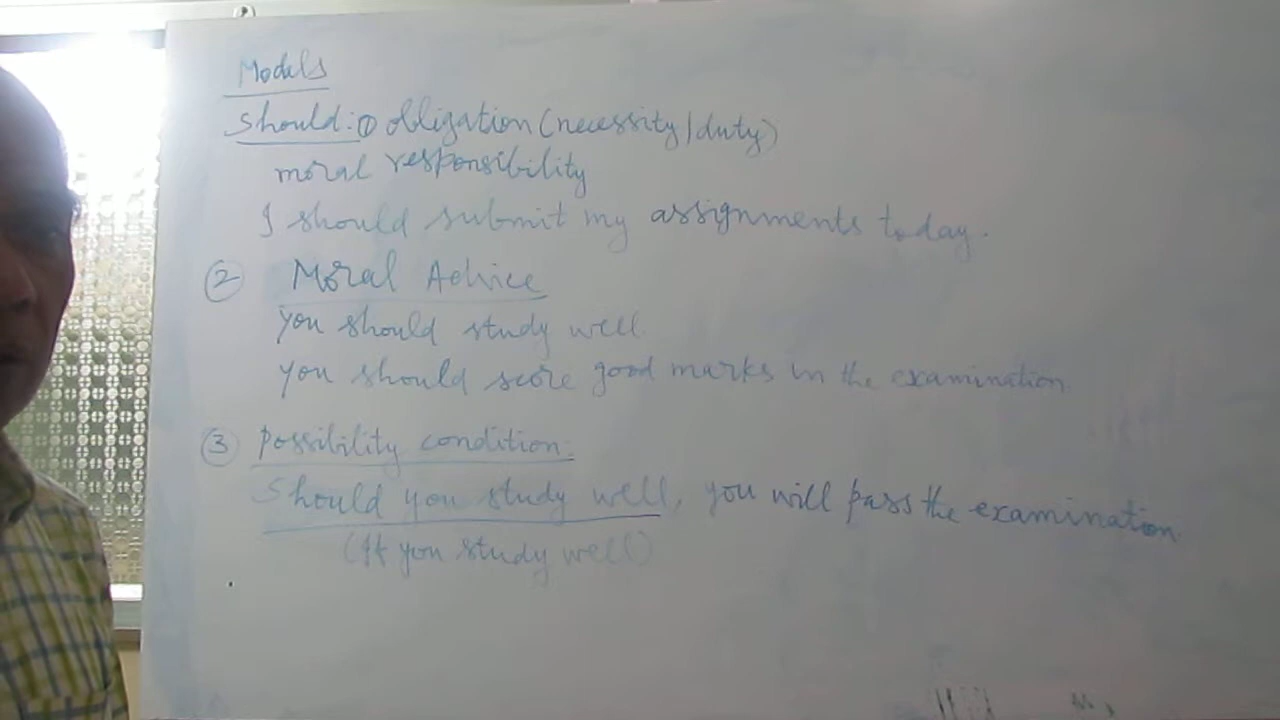 Modals
Should: ① obligation (necessity/duty)
moral responsibility
I should submit my assignments today.
② Moral Advice
you should study well
you should score good marks in the examination
③ possibility condition:
Should you study well, you will pass the examination
(If you study well)